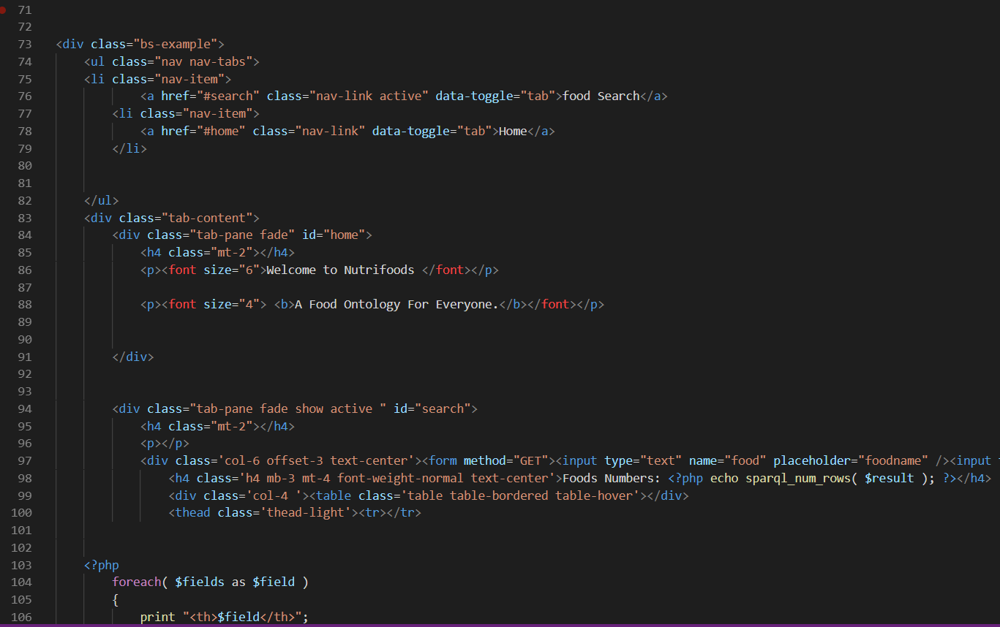 71
72
73 <div class="bs-example">
74 <ul class="nav nav-tabs">
75 <li class="nav-item">
76 <a href="#search" class="nav-link active" data-toggle="tab">food Search</a>
77 <li class="nav-item">
78 <a href="#home" class="nav-link" data-toggle="tab">Home</a>
79 </li>
80
81
82 </ul>
83 <div class="tab-content">
84 <div class="tab-pane fade" id="home">
85 <h4 class="mt-2"></h4>
86 <p><font size="6">Welcome to Nutrifoods </font></p>
87
88 <p><font size="4"> <b>A Food Ontology For Everyone.</b></font></p>
89
90
91 </div>
92
93
94 <div class="tab-pane fade show active " id="search">
95 <h4 class="mt-2"></h4>
96 <p></p>
97 <div class='col-6 offset-3 text-center'><form method="GET"><input type="text" name="food" placeholder="foodname" /><input
98 <h4 class='h4 mb-3 mt-4 font-weight-normal text-center'>Foods Numbers: <?php echo sparql_num_rows( $result ); ?></h4>
99 <div class='col-4 '><table class='table table-bordered table-hover'></div>
100 <thead class='thead-light'><tr></tr>
101
102
103 <?php
104 foreach( $fields as $field )
105 {
106 print "<th>$field</th>";